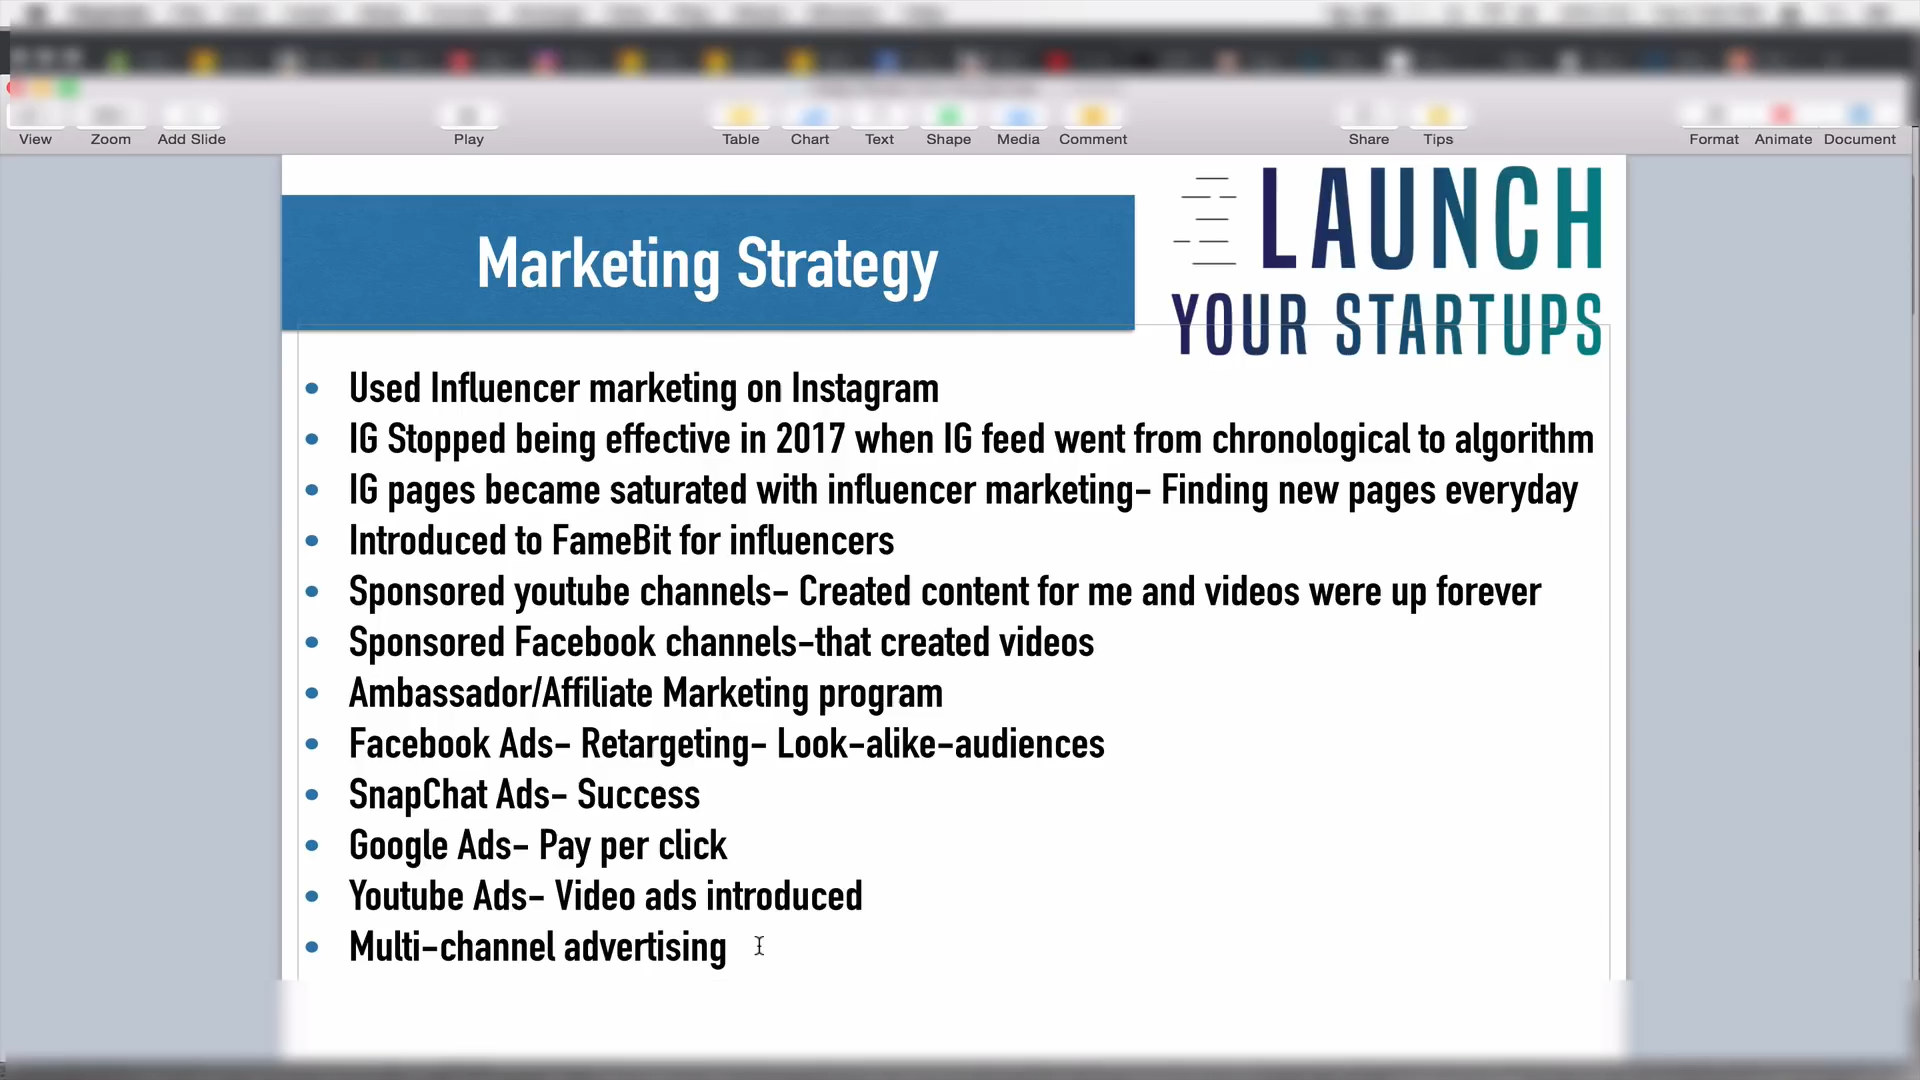 View Zoom Add Slide Play Table Chart Text Shape Media Comment Share Tips Format Animate Document
LAUNCH
YOUR STARTUPS
Marketing Strategy
• Used Influencer marketing on Instagram
• IG Stopped being effective in 2017 when IG feed went from chronological to algorithm
• IG pages became saturated with influencer marketing- Finding new pages everyday
• Introduced to FameBit for influencers
• Sponsored youtube channels- Created content for me and videos were up forever
• Sponsored Facebook channels-that created videos
• Ambassador/Affiliate Marketing program
• Facebook Ads- Retargeting- Look-alike-audiences
• SnapChat Ads- Success
• Google Ads- Pay per click
• Youtube Ads- Video ads introduced
• Multi-channel advertising